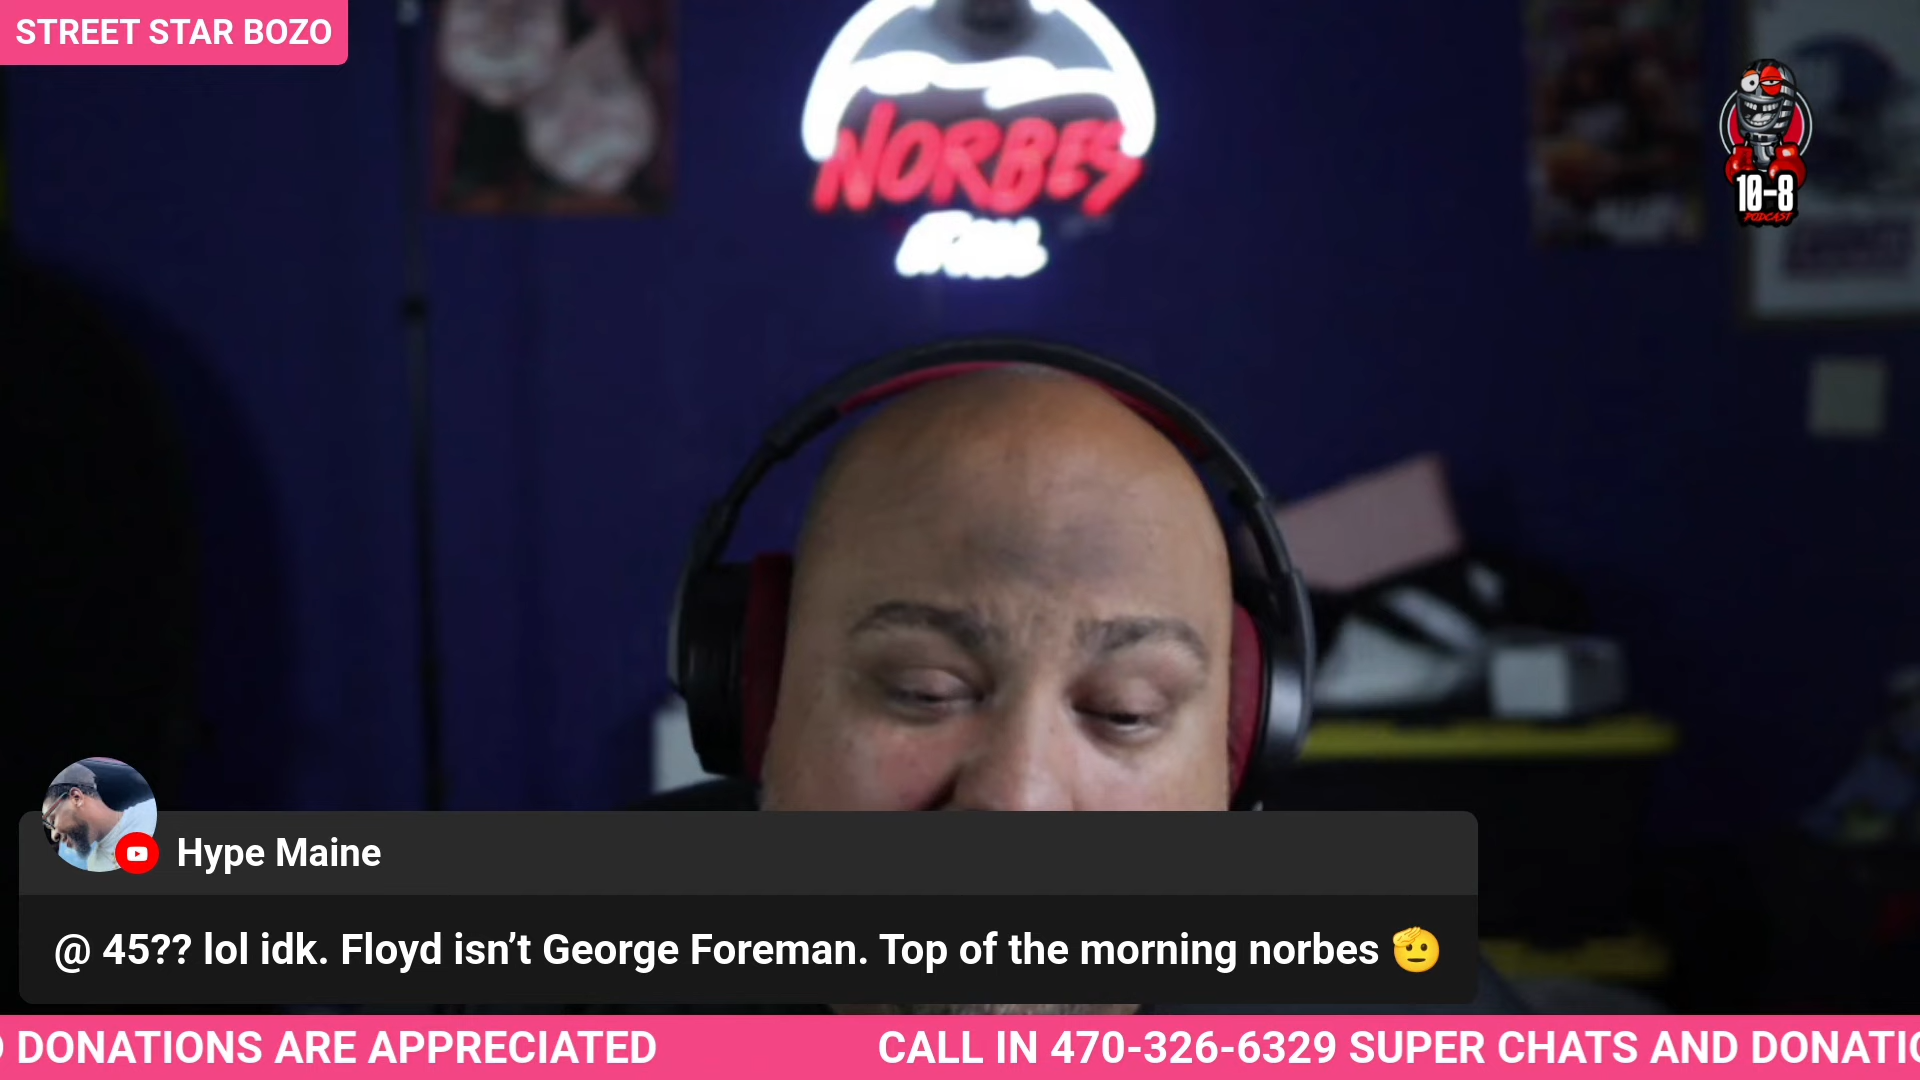 STREET STAR BOZO
NORBES
10-8
PODCAST
Hype Maine
@ 45?? lol idk. Floyd isn’t George Foreman. Top of the morning norbes 🫡
DONATIONS ARE APPRECIATED CALL IN 470-326-6329 SUPER CHATS AND